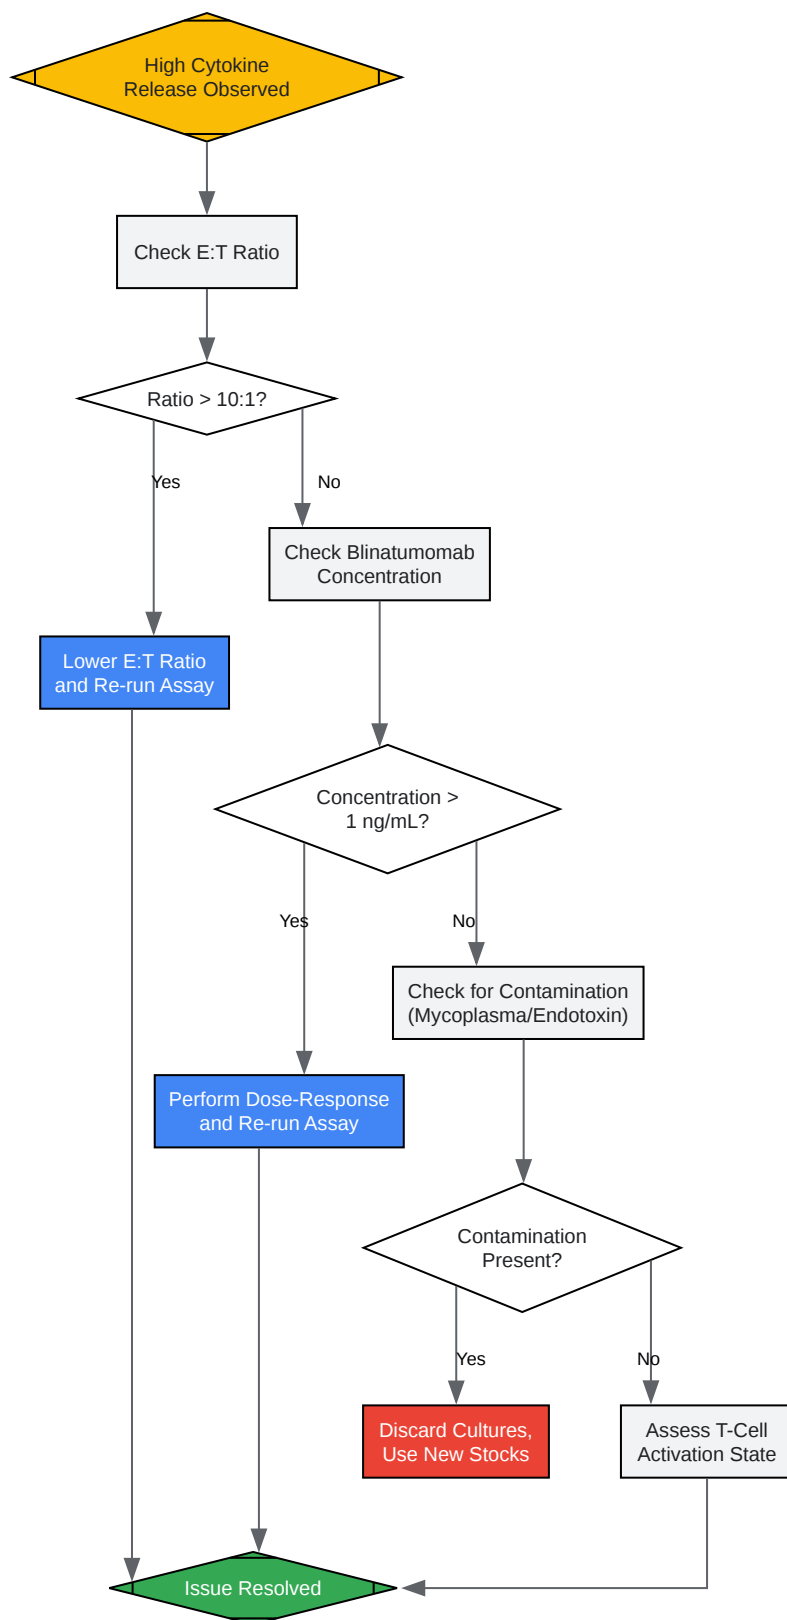 High Cytokine
Release Observed
Check E:T Ratio
Ratio > 10:1?
Yes
No
Check Blinatumomab
Concentration
Lower E:T Ratio
and Re-run Assay
Concentration >
1 ng/mL?
Yes
No
Check for Contamination
(Mycoplasma/Endotoxin)
Perform Dose-Response
and Re-run Assay
Contamination
Present?
Yes
No
Discard Cultures,
Use New Stocks
Assess T-Cell
Activation State
Issue Resolved